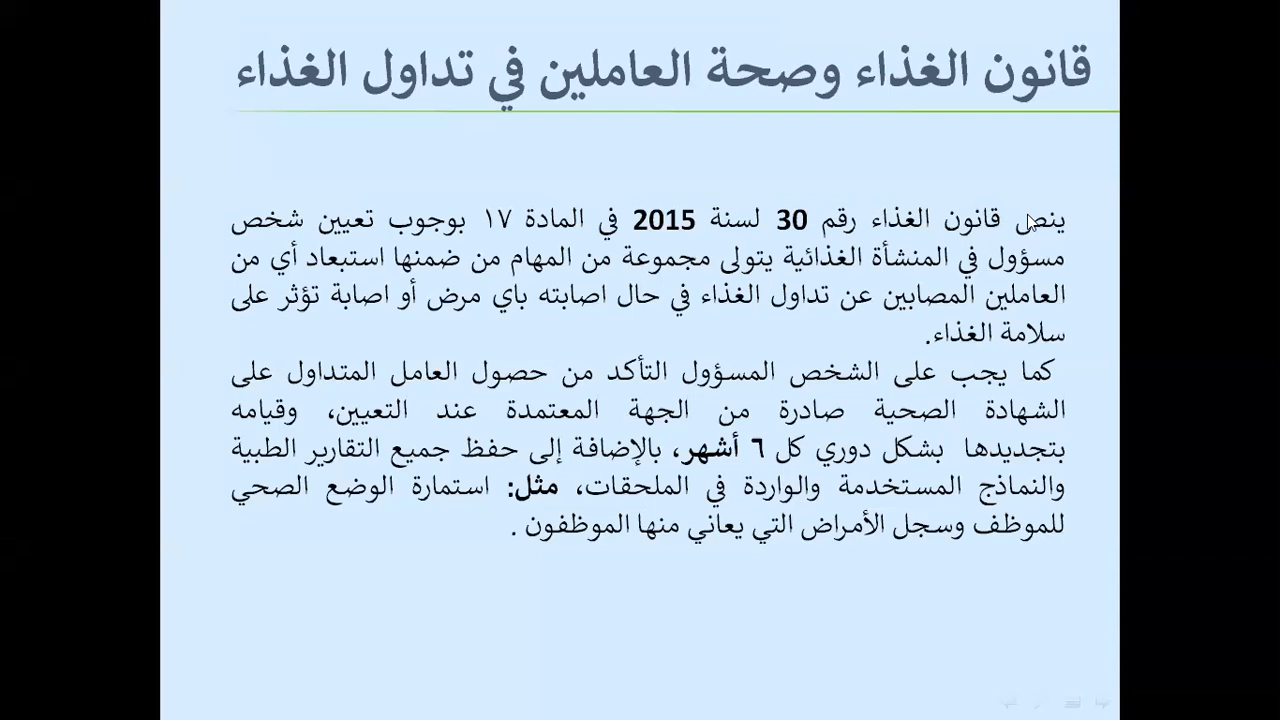 قانون الغذاء وصحة العاملين في تداول الغذاء
ينص قانون الغذاء رقم 30 لسنة 2015 في المادة ١٧ بوجوب تعيين شخص
مسؤول في المنشأة الغذائية يتولى مجموعة من المهام من ضمنها استبعاد أي من
العاملين المصابين عن تداول الغذاء في حال اصابته باي مرض أو اصابة تؤثر على
سلامة الغذاء.
كما يجب على الشخص المسؤول التأكد من حصول العامل المتداول على
الشهادة الصحية صادرة من الجهة المعتمدة عند التعيين، وقيامه
بتجديدها بشكل دوري كل ٦ أشهر، بالإضافة إلى حفظ جميع التقارير الطبية
والنماذج المستخدمة والواردة في الملحقات، مثل: استمارة الوضع الصحي
للموظف وسجل الأمراض التي يعاني منها الموظفون .